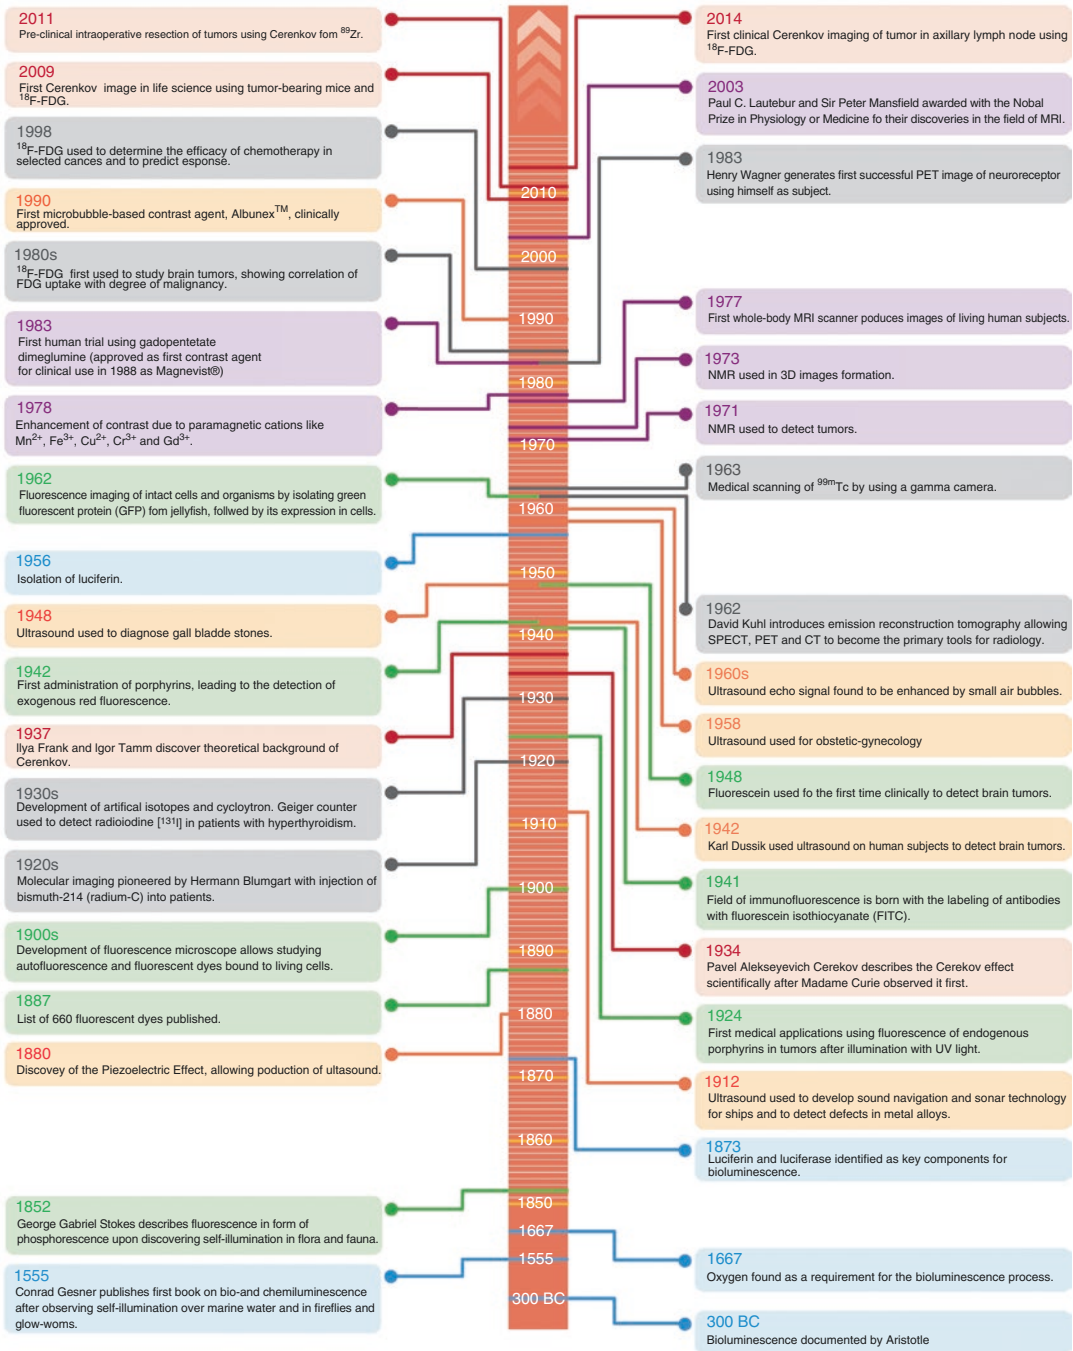 2011
Pre-clinical intraoperative resection of tumors using Cerenkov fom ⁸⁹Zr.
2009
First Cerenkov image in life science using tumor-bearing mice and
¹⁸F-FDG.
1998
¹⁸F-FDG used to determine the efficacy of chemotherapy in
selected cances and to predict esponse.
1990
First microbubble-based contrast agent, Albunex™, clinically
approved.
1980s
¹⁸F-FDG first used to study brain tumors, showing correlation of
FDG uptake with degree of malignancy.
1983
First human trial using gadopentetate
dimeglumine (approved as first contrast agent
for clinical use in 1988 as Magnevist®)
1978
Enhancement of contrast due to paramagnetic cations like
Mn²⁺, Fe³⁺, Cu²⁺, Cr³⁺ and Gd³⁺.
1962
Fluorescence imaging of intact cells and organisms by isolating green
fluorescent protein (GFP) fom jellyfish, follwed by its expression in cells.
1956
Isolation of luciferin.
1948
Ultrasound used to diagnose gall bladde stones.
1942
First administration of porphyrins, leading to the detection of
exogenous red fluorescence.
1937
Ilya Frank and Igor Tamm discover theoretical background of
Cerenkov.
1930s
Development of artifical isotopes and cycloytron. Geiger counter
used to detect radioiodine [¹³¹I] in patients with hyperthyroidism.
1920s
Molecular imaging pioneered by Hermann Blumgart with injection of
bismuth-214 (radium-C) into patients.
1900s
Development of fluorescence microscope allows studying
autofluorescence and fluorescent dyes bound to living cells.
1887
List of 660 fluorescent dyes published.
1880
Discovey of the Piezoelectric Effect, allowing poduction of ultasound.
1852
George Gabriel Stokes describes fluorescence in form of
phosphorescence upon discovering self-illumination in flora and fauna.
1555
Conrad Gesner publishes first book on bio-and chemiluminescence
after observing self-illumination over marine water and in fireflies and
glow-woms.
2010
2000
1990
1980
1970
1960
1950
1940
1930
1920
1910
1900
1890
1880
1870
1860
1850
1667
1555
300 BC
2014
First clinical Cerenkov imaging of tumor in axillary lymph node using
¹⁸F-FDG.
2003
Paul C. Lautebur and Sir Peter Mansfield awarded with the Nobal
Prize in Physiology or Medicine fo their discoveries in the field of MRI.
1983
Henry Wagner generates first successful PET image of neuroreceptor
using himself as subject.
1977
First whole-body MRI scanner poduces images of living human subjects.
1973
NMR used in 3D images formation.
1971
NMR used to detect tumors.
1963
Medical scanning of ⁹⁹ᵐTc by using a gamma camera.
1962
David Kuhl introduces emission reconstruction tomography allowing
SPECT, PET and CT to become the primary tools for radiology.
1960s
Ultrasound echo signal found to be enhanced by small air bubbles.
1958
Ultrasound used for obstetic-gynecology
1948
Fluorescein used fo the first time clinically to detect brain tumors.
1942
Karl Dussik used ultrasound on human subjects to detect brain tumors.
1941
Field of immunofluorescence is born with the labeling of antibodies
with fluorescein isothiocyanate (FITC).
1934
Pavel Alekseyevich Cerekov describes the Cerekov effect
scientifically after Madame Curie observed it first.
1924
First medical applications using fluorescence of endogenous
porphyrins in tumors after illumination with UV light.
1912
Ultrasound used to develop sound navigation and sonar technology
for ships and to detect defects in metal alloys.
1873
Luciferin and luciferase identified as key components for
bioluminescence.
1667
Oxygen found as a requirement for the bioluminescence process.
300 BC
Bioluminescence documented by Aristotle